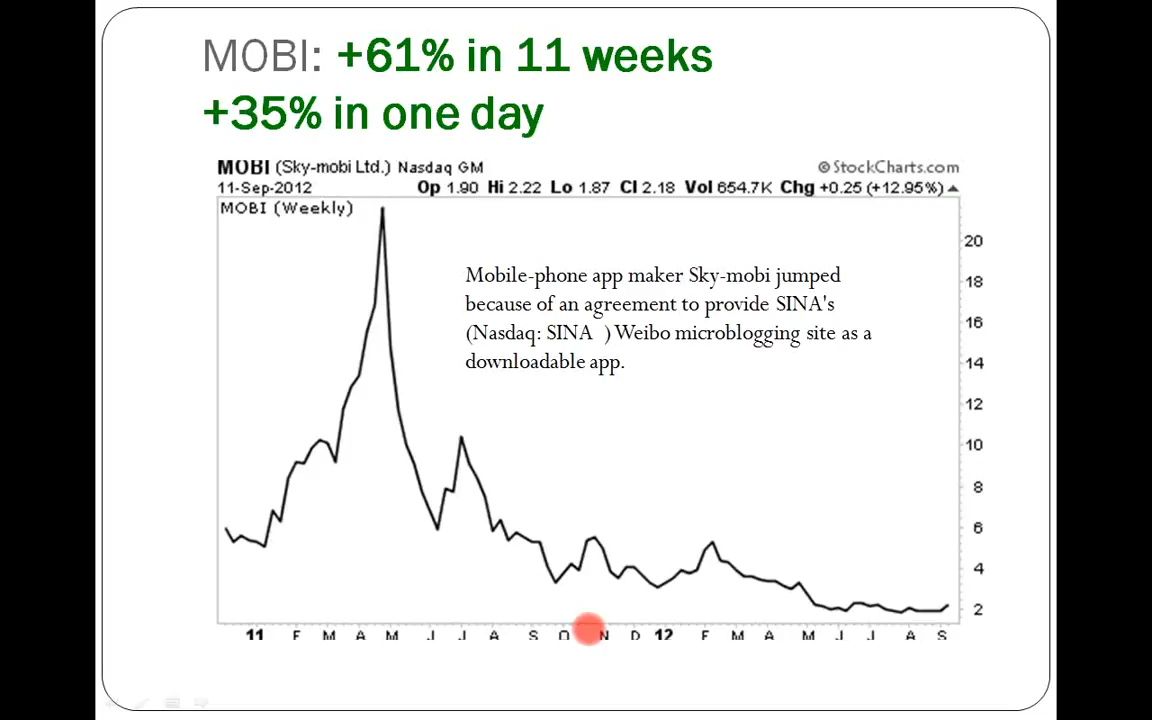 MOBI: +61% in 11 weeks
+35% in one day
MOBI (Sky-mobi Ltd.) Nasdaq GM ©StockCharts.com
11-Sep-2012 Op 1.90 Hi 2.22 Lo 1.87 Cl 2.18 Vol 654.7K Chg +0.25 (+12.95%)
MOBI (Weekly)
20
Mobile-phone app maker Sky-mobi jumped
18
because of an agreement to provide SINA's
16
(Nasdaq: SINA ) Weibo microblogging site as a
14
downloadable app.
12
10
8
6
4
2
11 F M A M J J A S O N D 12 F M A M J J A S